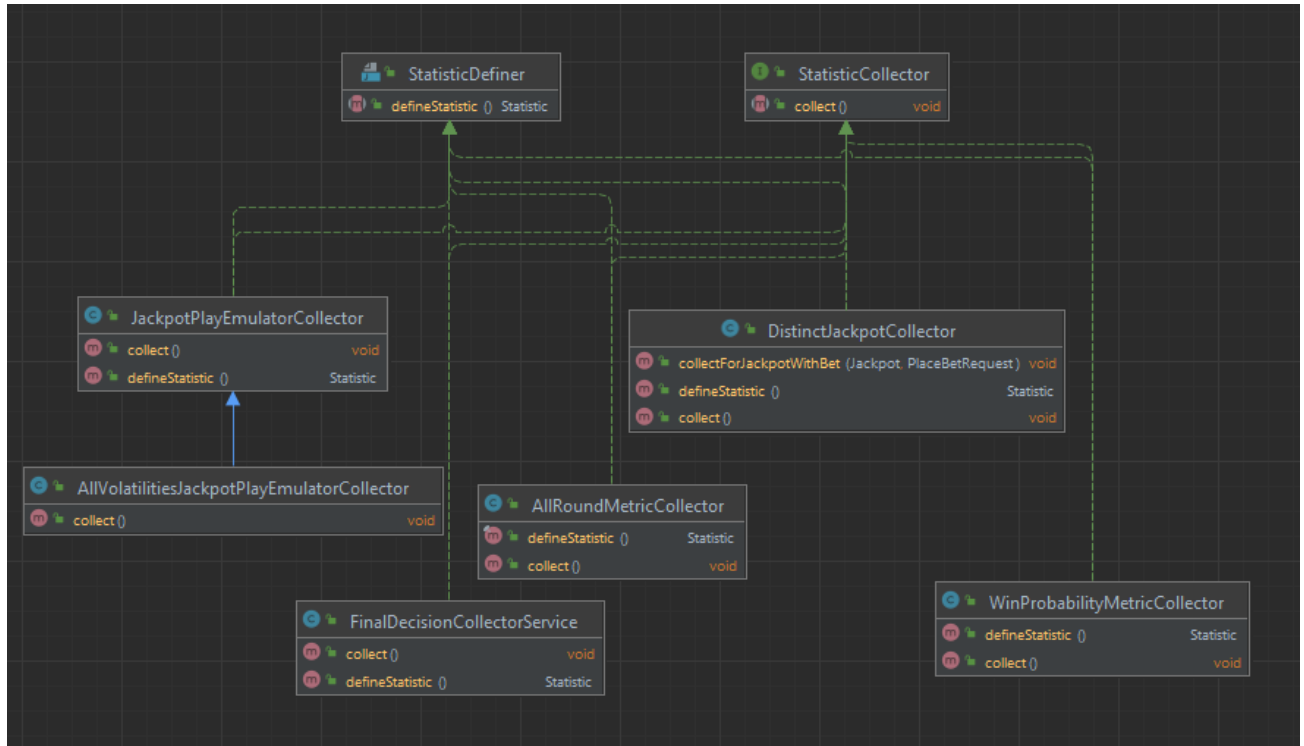 StatisticDefiner
defineStatistic () Statistic
StatisticCollector
collect () void
JackpotPlayEmulatorCollector
collect () void
defineStatistic () Statistic
DistinctJackpotCollector
collectForJackpotWithBet (Jackpot, PlaceBetRequest) void
defineStatistic () Statistic
collect () void
AllVolatilitiesJackpotPlayEmulatorCollector
collect () void
AllRoundMetricCollector
defineStatistic () Statistic
collect () void
FinalDecisionCollectorService
collect () void
defineStatistic () Statistic
WinProbabilityMetricCollector
defineStatistic () Statistic
collect () void